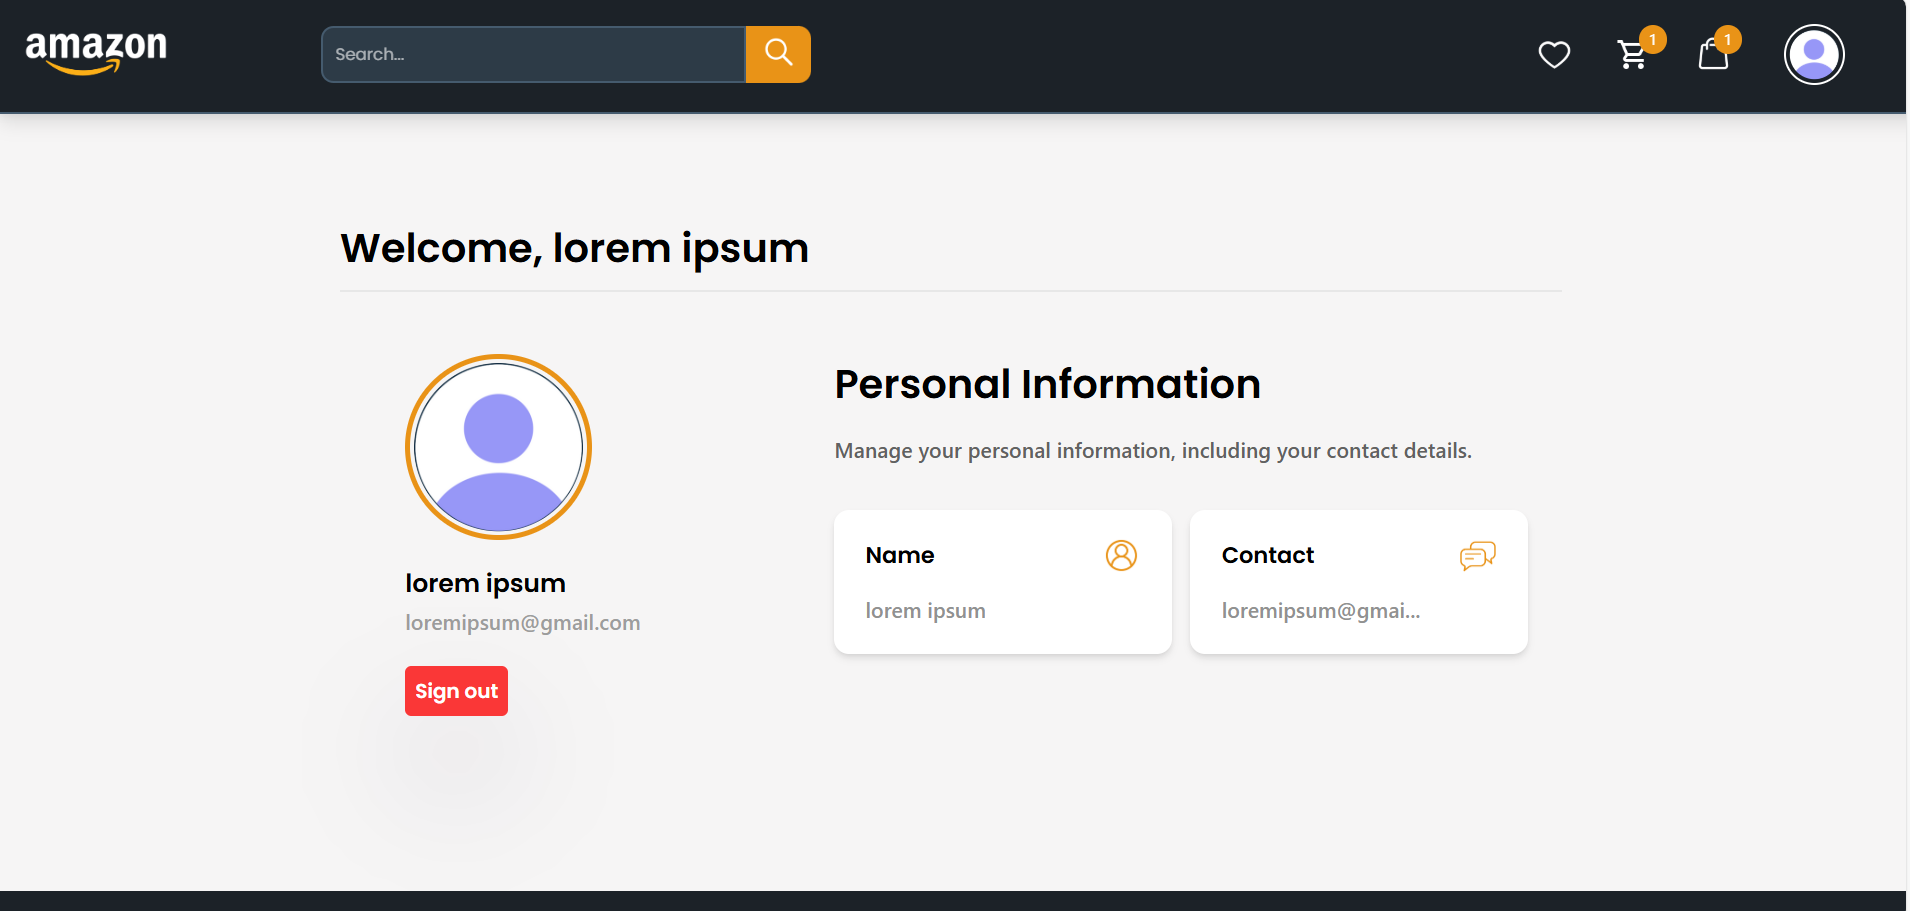 amazon
Search...
1
1
Welcome, lorem ipsum
Personal Information
Manage your personal information, including your contact details.
Name
lorem ipsum
Contact
loremipsum@gmai...
lorem ipsum
loremipsum@gmail.com
Sign out